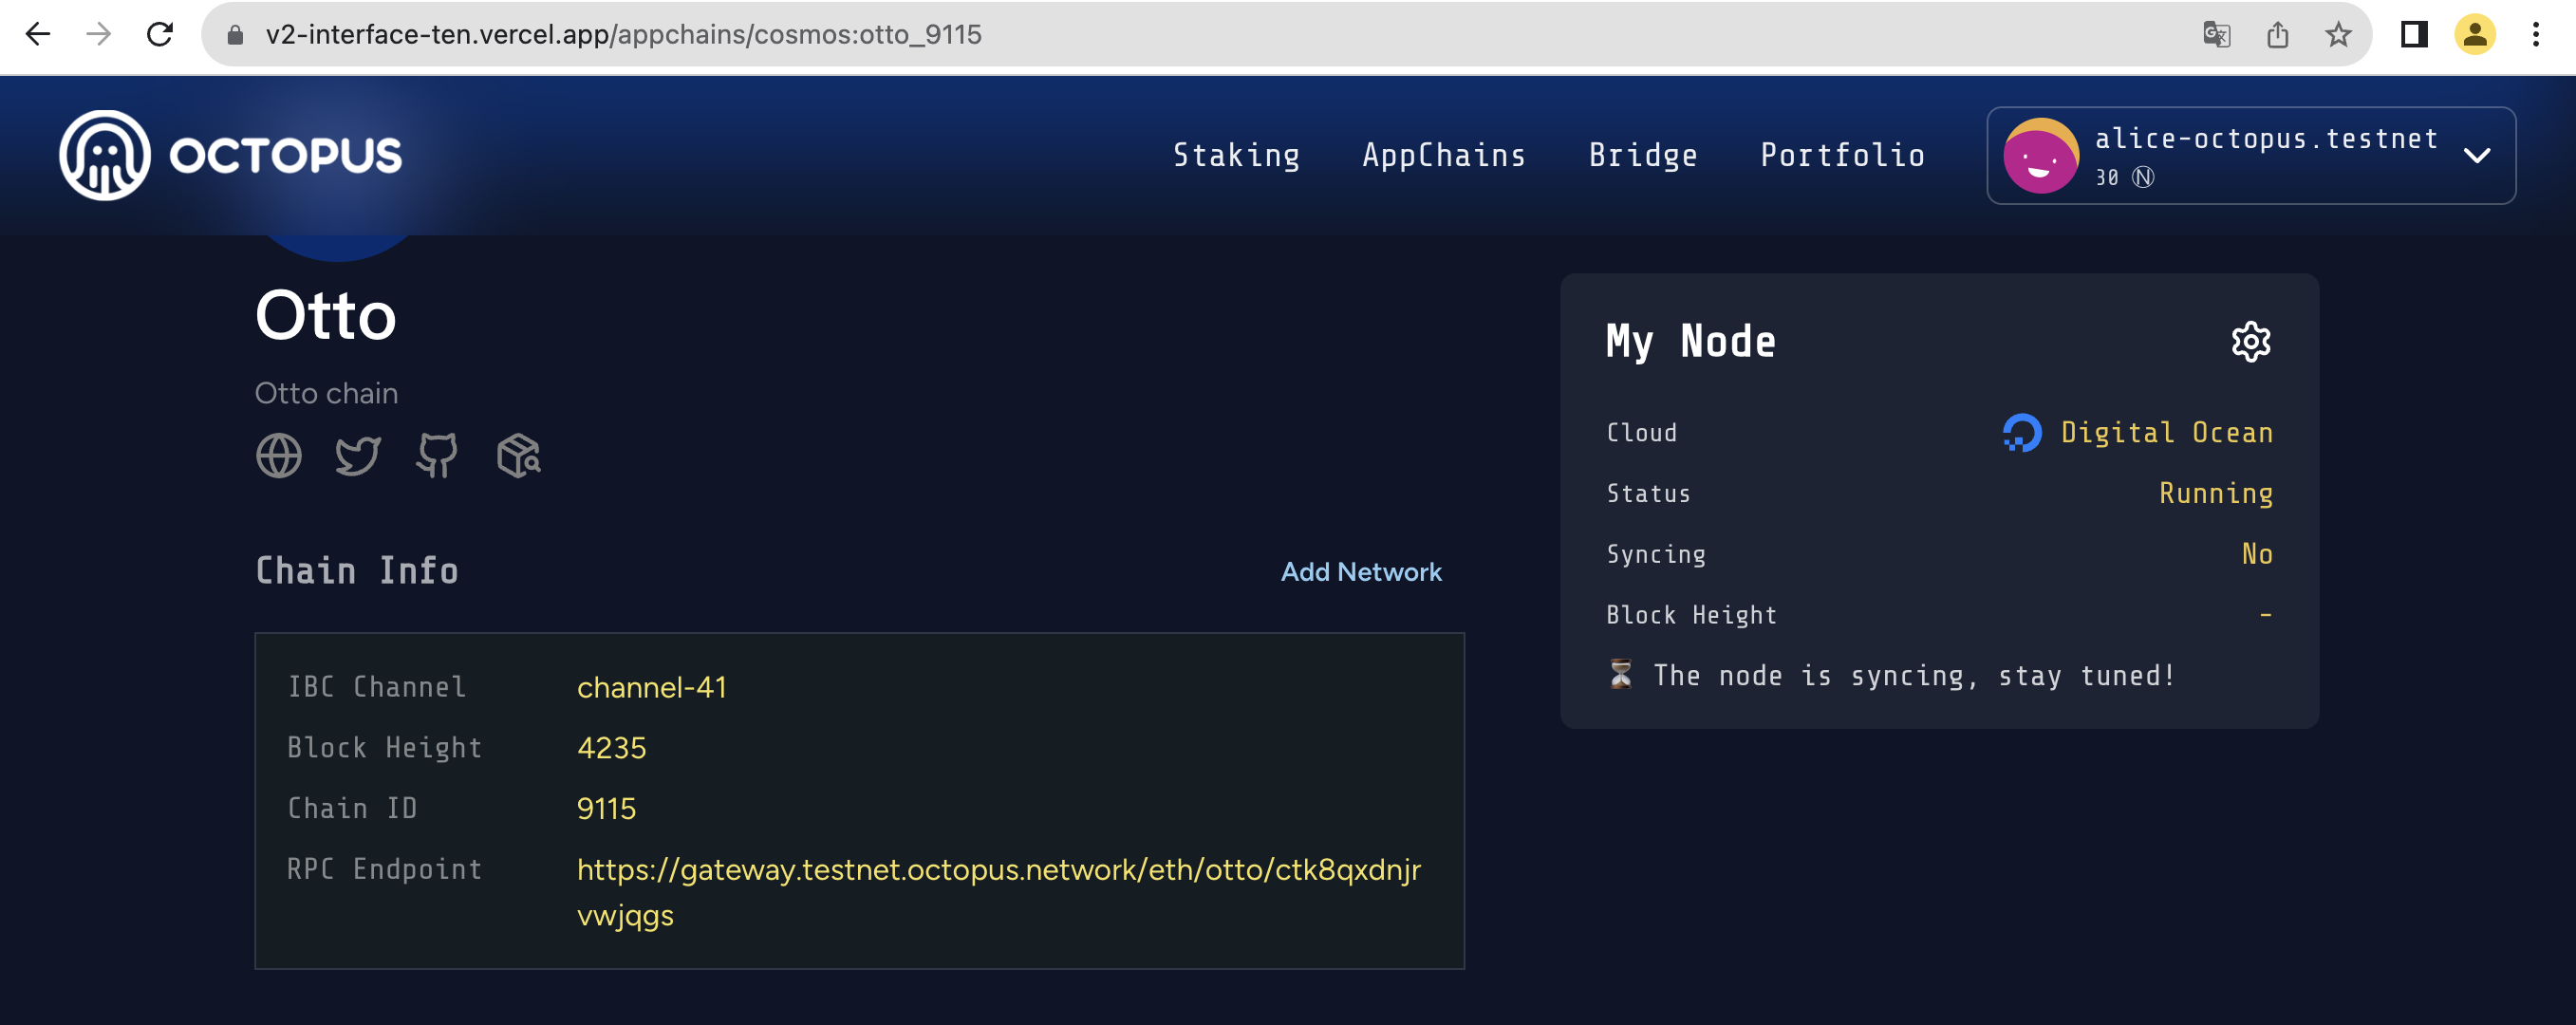 v2-interface-ten.vercel.app/appchains/cosmos:otto_9115
OCTOPUS
Staking
AppChains
Bridge
Portfolio
alice-octopus.testnet
30 Ⓝ
Otto
Otto chain
Chain Info
Add Network
IBC Channel channel-41
Block Height 4235
Chain ID 9115
RPC Endpoint https://gateway.testnet.octopus.network/eth/otto/ctk8qxdnjr
vwjqgs
My Node
Cloud Digital Ocean
Status Running
Syncing No
Block Height -
⏳ The node is syncing, stay tuned!